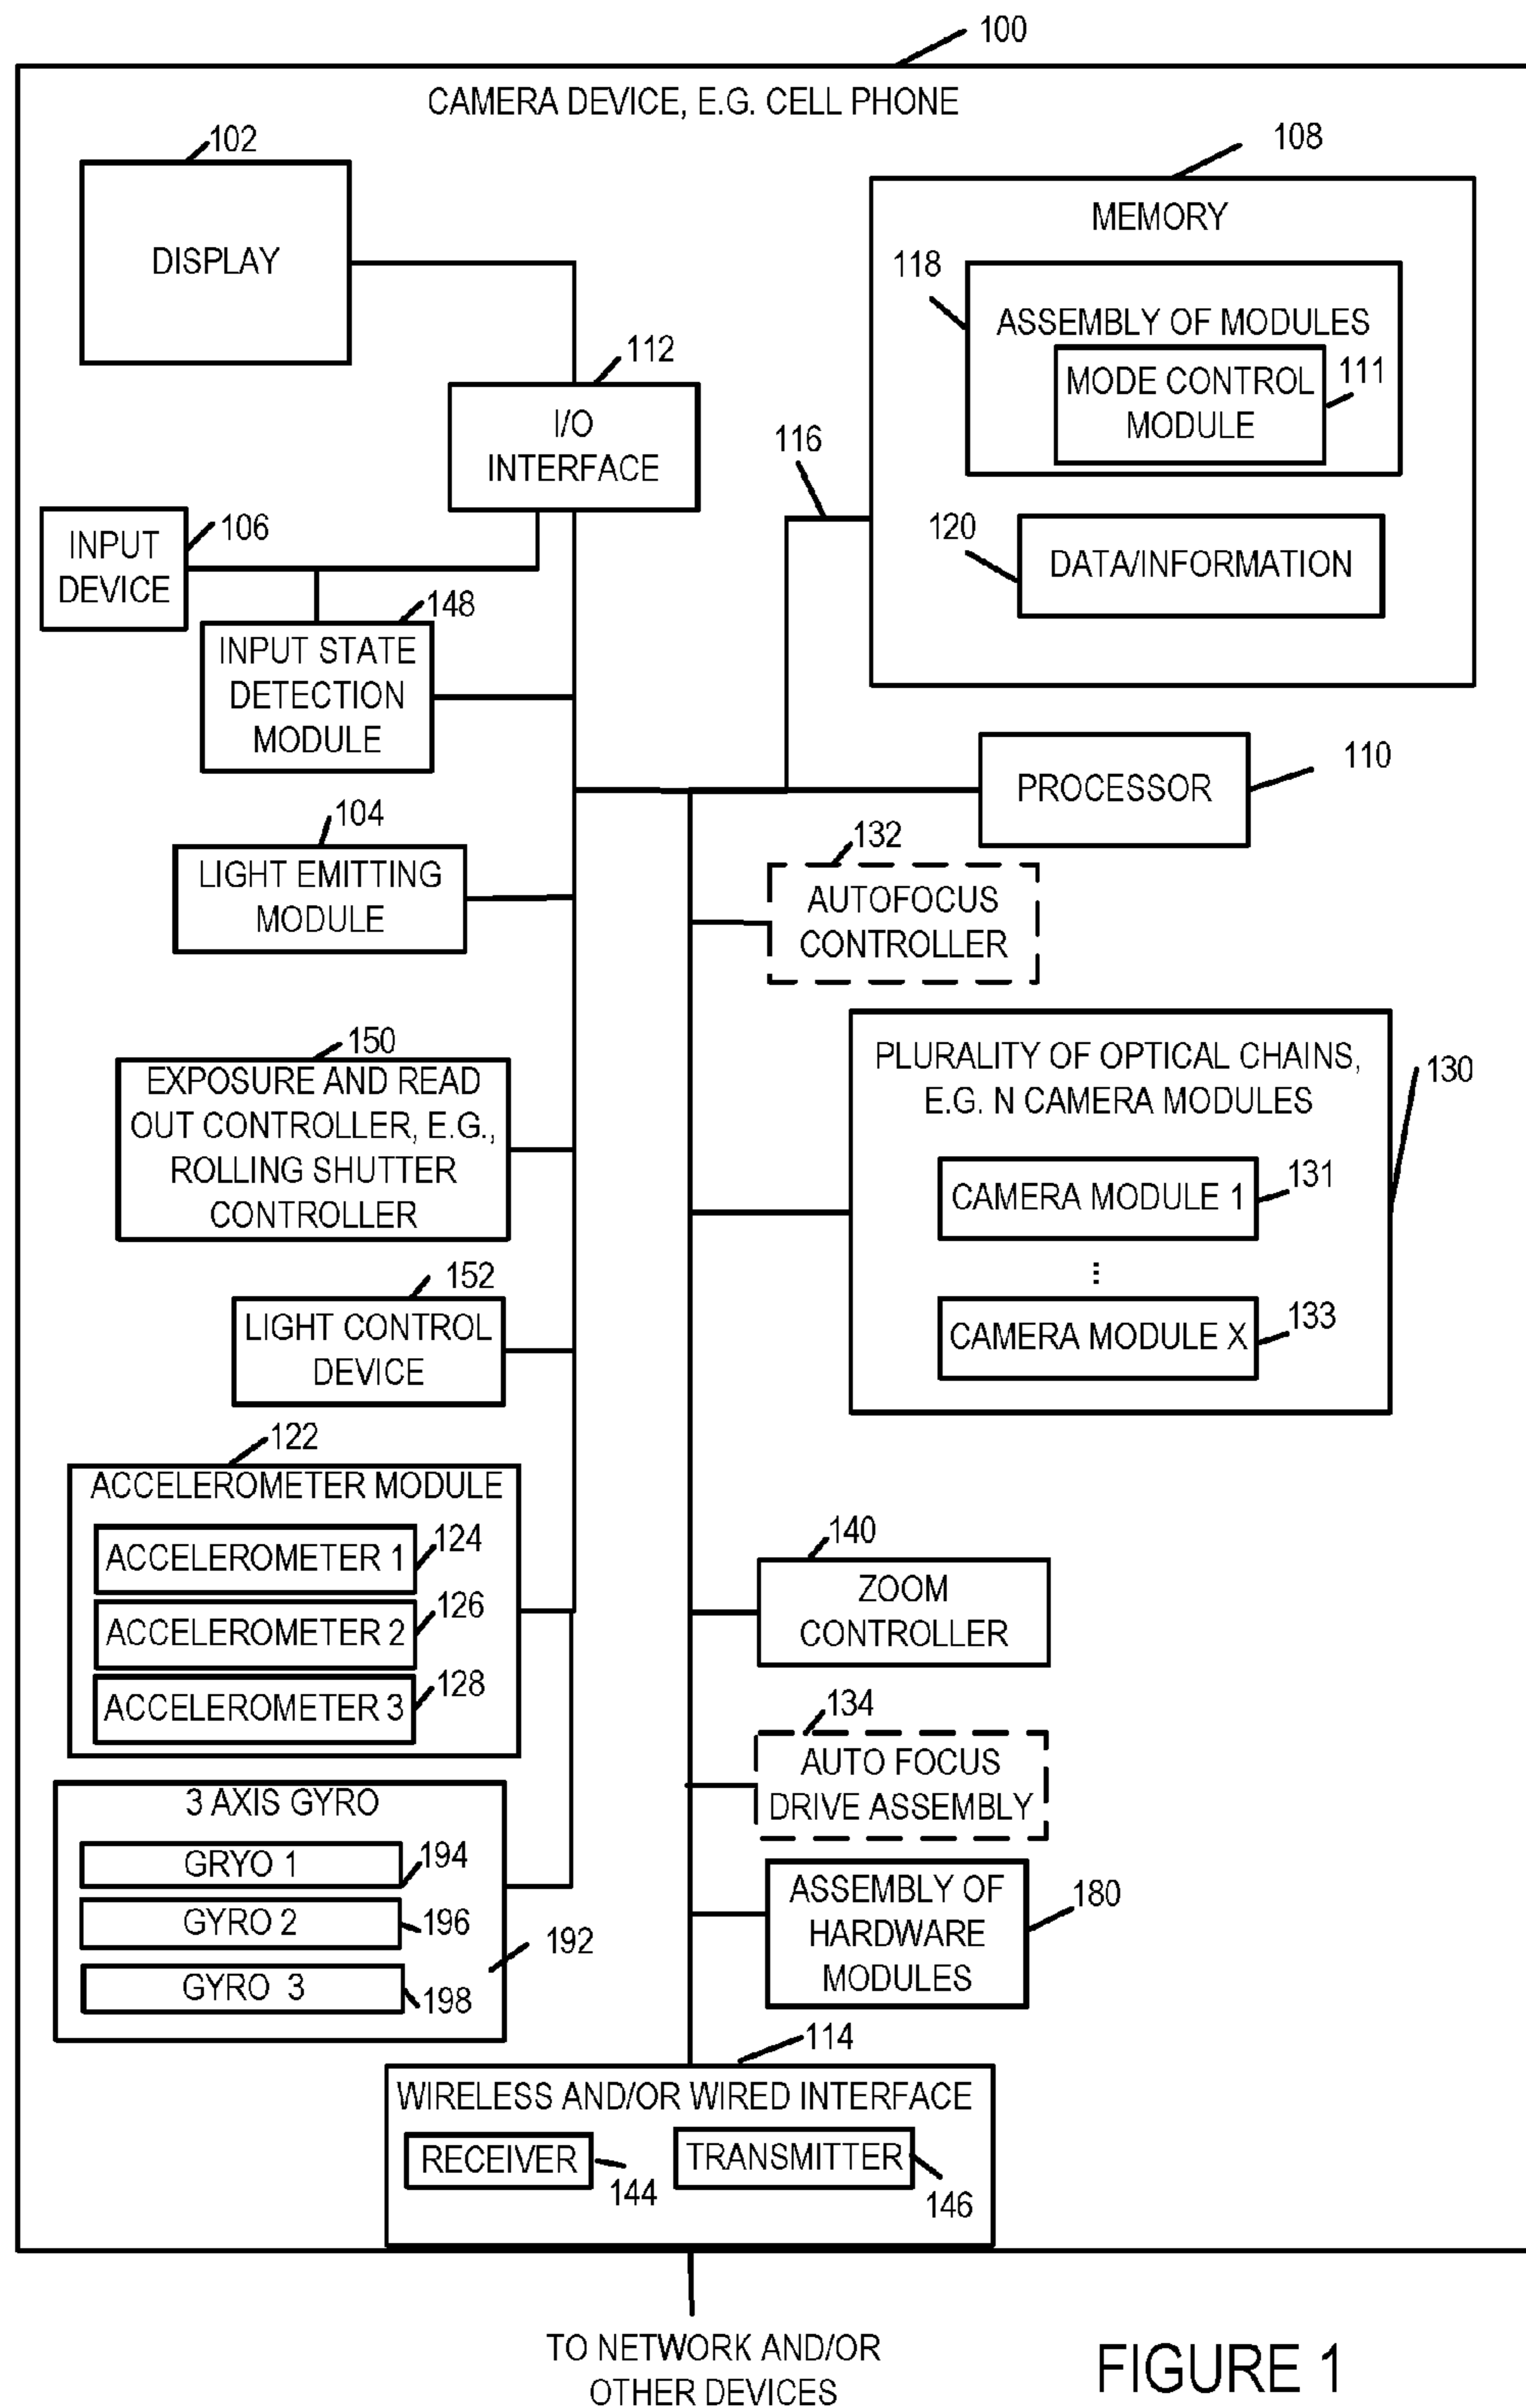 100
CAMERA DEVICE, E.G. CELL PHONE
102
DISPLAY
108
MEMORY
118
ASSEMBLY OF MODULES
MODE CONTROL
MODULE
111
120
DATA/INFORMATION
112
I/O
INTERFACE
116
106
INPUT
DEVICE
148
INPUT STATE
DETECTION
MODULE
110
PROCESSOR
104
LIGHT EMITTING
MODULE
132
AUTOFOCUS
CONTROLLER
150
EXPOSURE AND READ
OUT CONTROLLER, E.G.,
ROLLING SHUTTER
CONTROLLER
130
PLURALITY OF OPTICAL CHAINS,
E.G. N CAMERA MODULES
CAMERA MODULE 1
131
...
CAMERA MODULE X
133
152
LIGHT CONTROL
DEVICE
122
ACCELEROMETER MODULE
ACCELEROMETER 1
124
ACCELEROMETER 2
126
ACCELEROMETER 3
128
140
ZOOM
CONTROLLER
134
AUTO FOCUS
DRIVE ASSEMBLY
3 AXIS GYRO
GRYO 1
194
GYRO 2
196
GYRO 3
198
192
ASSEMBLY OF
HARDWARE
MODULES
180
114
WIRELESS AND/OR WIRED INTERFACE
RECEIVER
144
TRANSMITTER
146
TO NETWORK AND/OR
OTHER DEVICES
FIGURE 1